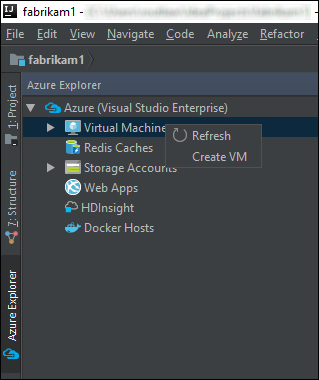 fabrikam1 -
File Edit View Navigate Code Analyze Refactor
fabrikam1
Azure Explorer
Azure (Visual Studio Enterprise)
Virtual Machine
Refresh
Create VM
Redis Caches
Storage Accounts
Web Apps
HDInsight
Docker Hosts
1: Project
7: Structure
Azure Explorer